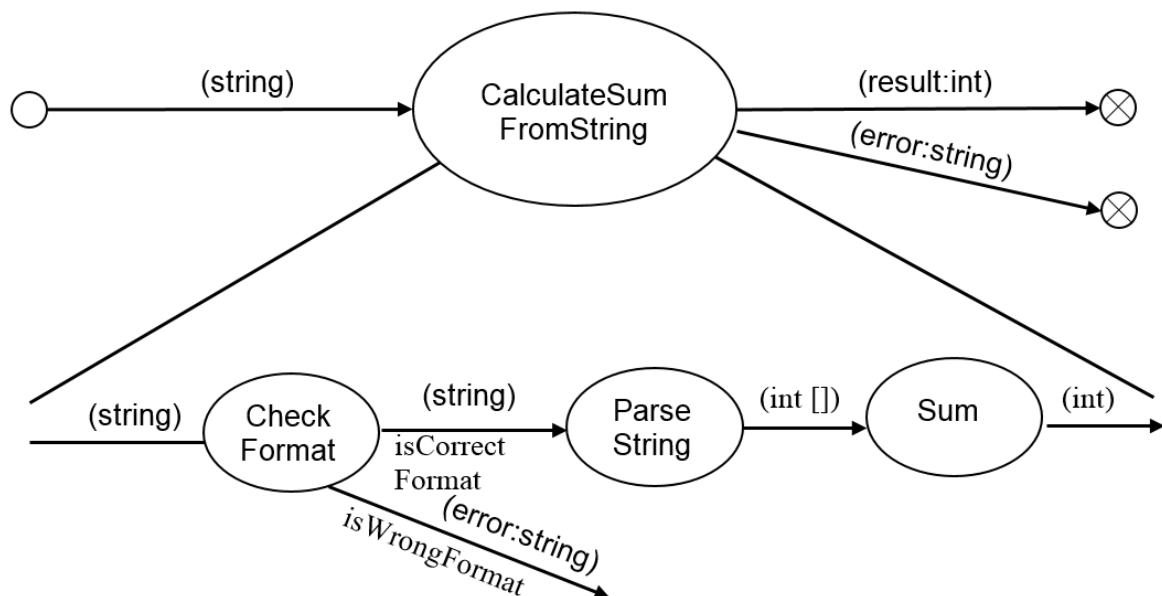 (string)
CalculateSum
FromString
(result:int)
(error:string)
(string)
Check
Format
(string)
isCorrect
Format
(error:string)
isWrongFormat
Parse
String
(int [])
Sum
(int)